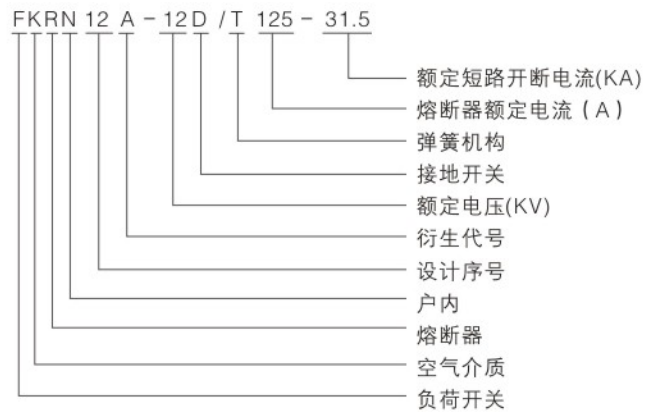 FKRN12A-12D/T125-31.5
额定短路开断电流(KA)
熔断器额定电流(A)
弹簧机构
接地开关
额定电压(KV)
衍生代号
设计序号
户内
熔断器
空气介质
负荷开关